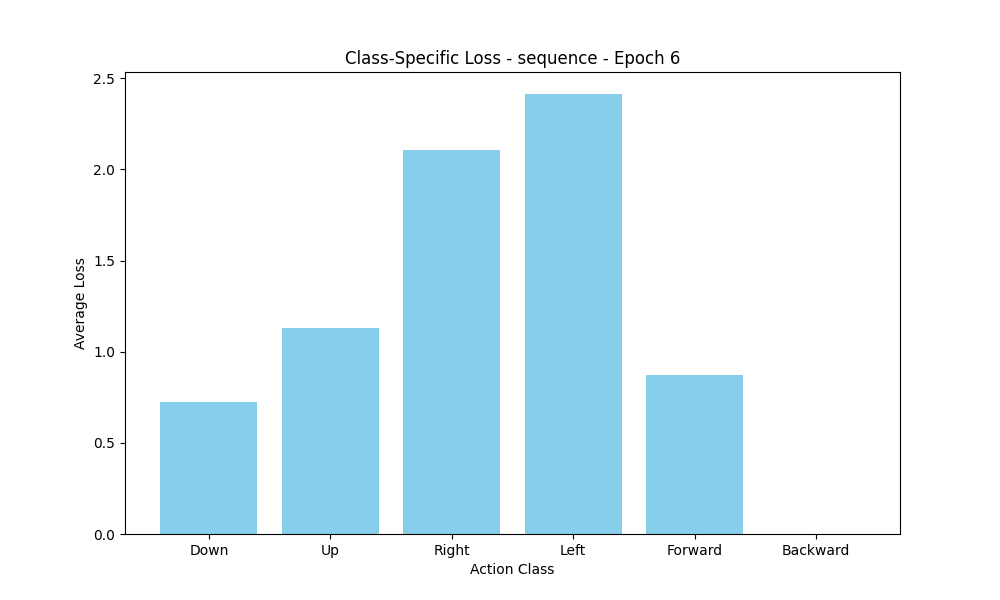 Class-Specific Loss - sequence - Epoch 6
2.5
2.0
1.5
1.0
0.5
0.0
Average Loss
Down Up Right Left Forward Backward
Action Class